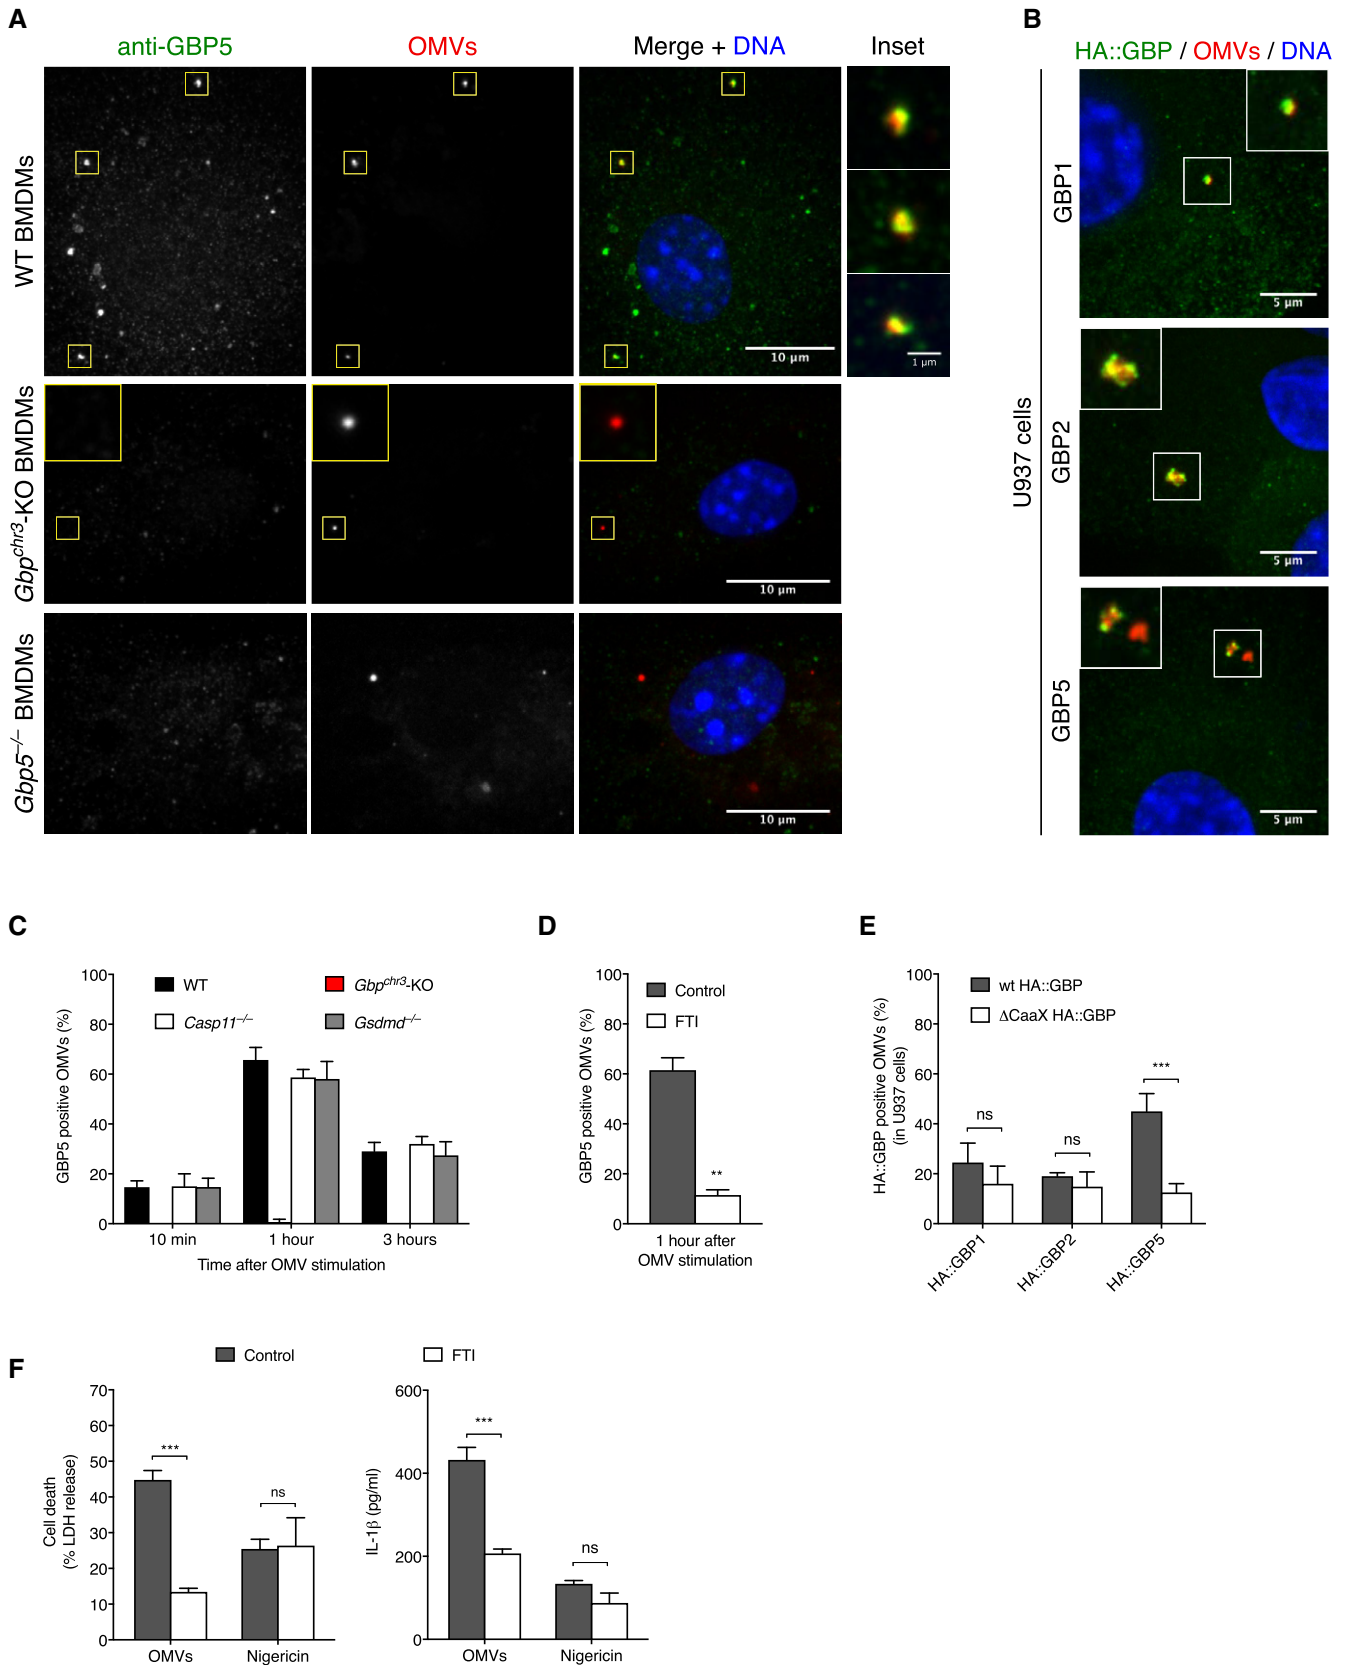 A
B
anti-GBP5
OMVs
Merge + DNA
Inset
HA::GBP / OMVs / DNA
WT BMDMs
10 µm
1 µm
Gbpchr3-KO BMDMs
10 µm
Gbp5–/– BMDMs
10 µm
U937 cells
GBP1
5 µm
GBP2
5 µm
GBP5
5 µm
C
GBP5 positive OMVs (%)
100
80
60
40
20
0
WT
Gbpchr3-KO
Casp11–/–
Gsdmd–/–
10 min
1 hour
3 hours
Time after OMV stimulation
D
GBP5 positive OMVs (%)
100
80
60
40
20
0
Control
FTI
**
1 hour after
OMV stimulation
E
HA::GBP positive OMVs (%)
(in U937 cells)
100
80
60
40
20
0
wt HA::GBP
ΔCaaX HA::GBP
ns
ns
***
HA::GBP1
HA::GBP2
HA::GBP5
F
Control
FTI
Cell death
(% LDH release)
70
60
50
40
30
20
10
0
***
ns
OMVs
Nigericin
IL-1β (pg/ml)
600
400
200
0
***
ns
OMVs
Nigericin